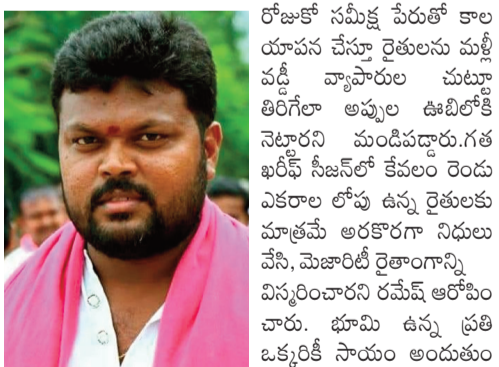 రోజుకో సమీక్ష పేరుతో కాల
యాపన చేస్తూ రైతులను మళ్లీ
వడ్డీ వ్యాపారుల చుట్టూ
తిరిగేలా అప్పుల ఊబిలోకి
నెట్టారని మండిపడ్డారు.గత
ఖరీఫ్ సీజన్‌లో కేవలం రెండు
ఎకరాల లోపు ఉన్న రైతులకు
మాత్రమే అరకొరగా నిధులు
వేసి, మెజారిటీ రైతాంగాన్ని
విస్మరించారని రమేష్ ఆరోపిం
చారు. భూమి ఉన్న ప్రతి
ఒక్కరికీ సాయం అందుతుం